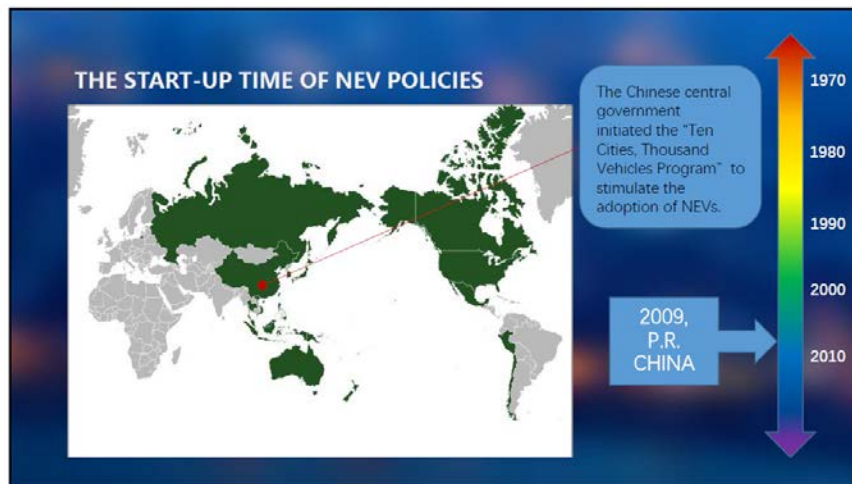 THE START-UP TIME OF NEV POLICIES
The Chinese central
government
initiated the "Ten
Cities, Thousand
Vehicles Program" to
stimulate the
adoption of NEVs.
2009,
P.R.
CHINA
1970
1980
1990
2000
2010